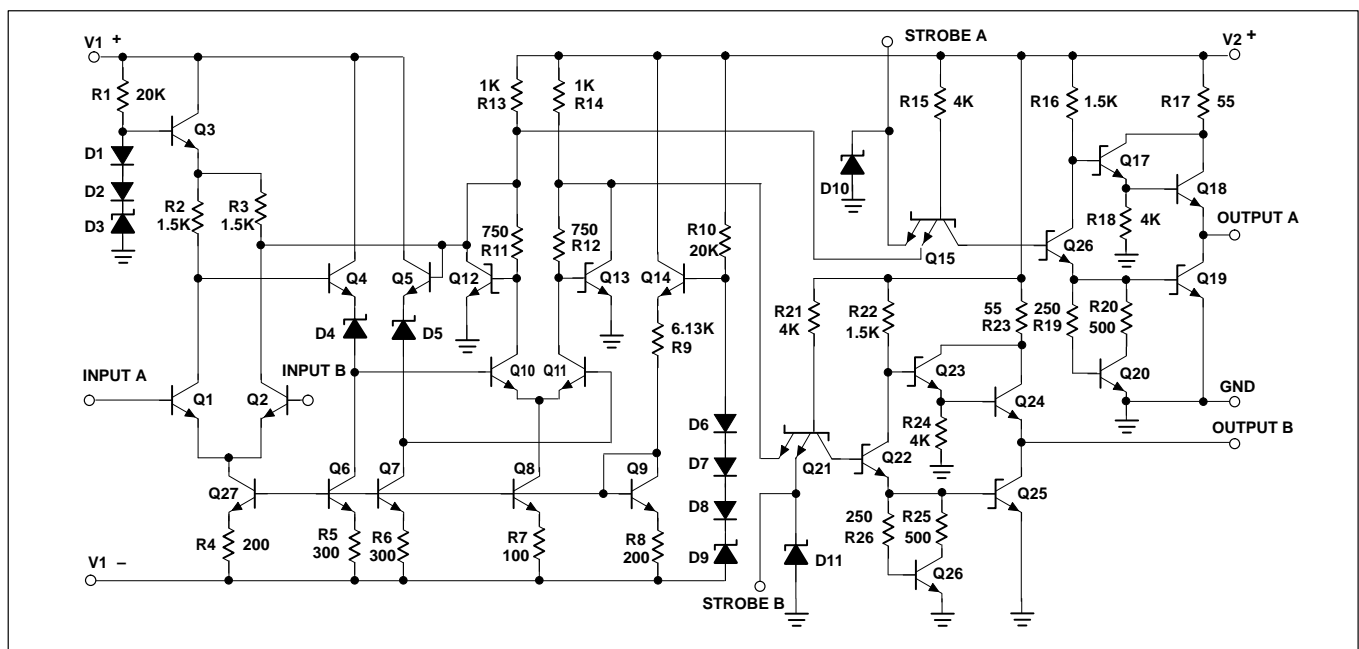 STROBE A
V1 +
V2 +
R1 20K
1K
R13
1K
R14
R15 4K
R16 1.5K
R17 55
Q3
D1
D2
D3
R2
1.5K
R3
1.5K
D10
Q17
Q18
R18 4K
OUTPUT A
750
R11
750
R12
R10
20K
Q4
Q5
Q12
Q13
Q14
Q15
Q26
Q19
D4
D5
6.13K
R9
R21
4K
R22
1.5K
55
R23
250
R19
R20
500
INPUT A
INPUT B
Q1
Q2
Q10
Q11
Q23
Q20
Q24
GND
D6
R24
4K
OUTPUT B
D7
Q21
Q22
Q27
Q6
Q7
Q8
Q9
D8
Q25
R4 200
R5
300
R6
300
R7
100
R8
200
D9
D11
250
R26
R25
500
Q26
V1 –
STROBE B